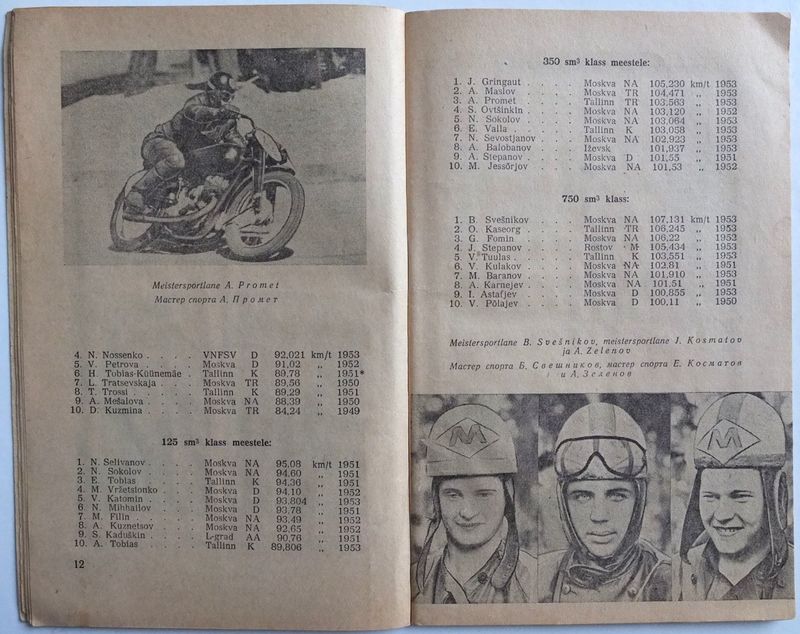 Meistersportlane A. Promet
Мастер спорта А. Промет
4. N. Nossenko . . . . VNFSV D 92,021 km/t 1953
5. V. Petrova . . . . Moskva D 91,02 „ 1952
6. H. Tobias-Küünemäe . Tallinn K 89,78 „ 1951*
7. L. Tratsevskaja . . . Moskva TR 89,56 „ 1950
8. T. Trossi . . . . . Tallinn K 89,29 „ 1951
9. A. Mešalova . . . . Moskva NA 88,39 „ 1950
10. D. Kuzmina . . . . Moskva TR 84,24 „ 1949
125 sm³ klass meestele:
1. N. Selivanov . . . . Moskva NA 95,08 km/t 1951
2. N. Sokolov . . . . Moskva NA 94,60 „ 1951
3. E. Tobias . . . . Tallinn K 94,36 „ 1951
4. M. Vržetstonko . . . Moskva D 94,10 „ 1952
5. V. Katomin . . . . Moskva D 93,804 „ 1953
6 N. Mihhailov . . . . Moskva D 93,78 „ 1951
7. M. Filin . . . . . Moskva NA 93,49 „ 1952
8. A. Kuznetsov . . . . Moskva NA 92,65 „ 1952
9. S. Kaduškin . . . . L-grad AA 90,76 „ 1951
10. A. Tobias . . . . . Tallinn K 89,806 „ 1953
12
350 sm³ klass meestele:
1. J. Gringaut . . . . Moskva NA 105,230 km/t 1953
2. A. Maslov . . . . Moskva TR 104,471 „ 1953
3. A. Promet . . . . Tallinn TR 103,563 „ 1953
4. S. Ovtšinkin . . . . Moskva NA 103,120 „ 1952
5. N. Sokolov . . . . Moskva NA 103,064 „ 1953
6. E. Valla . . . . . Tallinn K 103,058 „ 1953
7. N. Sevostjanov . . . Moskva NA 102,923 „ 1953
8. A. Balobanov . . . Iževsk 101,937 „ 1953
9. A. Stepanov . . . . Moskva D 101,55 „ 1951
10. M. Jessõrjov . . . Moskva NA 101,53 „ 1952
750 sm³ klass:
1. B. Svešnikov . . . . Moskva NA 107,131 km/t 1953
2. O. Kaseorg . . . . Tallinn TR 106,245 „ 1953
3. G. Fomin . . . . Moskva NA 106,22 „ 1952
4. J. Stepanov . . . . Rostov M 105,434 „ 1953
5. V. Tuulas . . . . Tallinn K 103,551 „ 1953
6. V. Kulakov . . . . Moskva NA 102,81 „ 1951
7. M. Baranov . . . . Moskva NA 101,910 „ 1953
8. A. Karnejev . . . . Moskva NA 101,51 „ 1951
9. I. Astafjev . . . . Moskva D 100,855 „ 1953
10. V. Põlajev . . . . Moskva D 100,11 „ 1950
Meistersportlane B. Svešnikov, meistersportlane J. Kosmatov
ja A. Zelenov
Мастер спорта Б. Свешников, мастер спорта Е. Косматов
и А. Зеленов
M
M